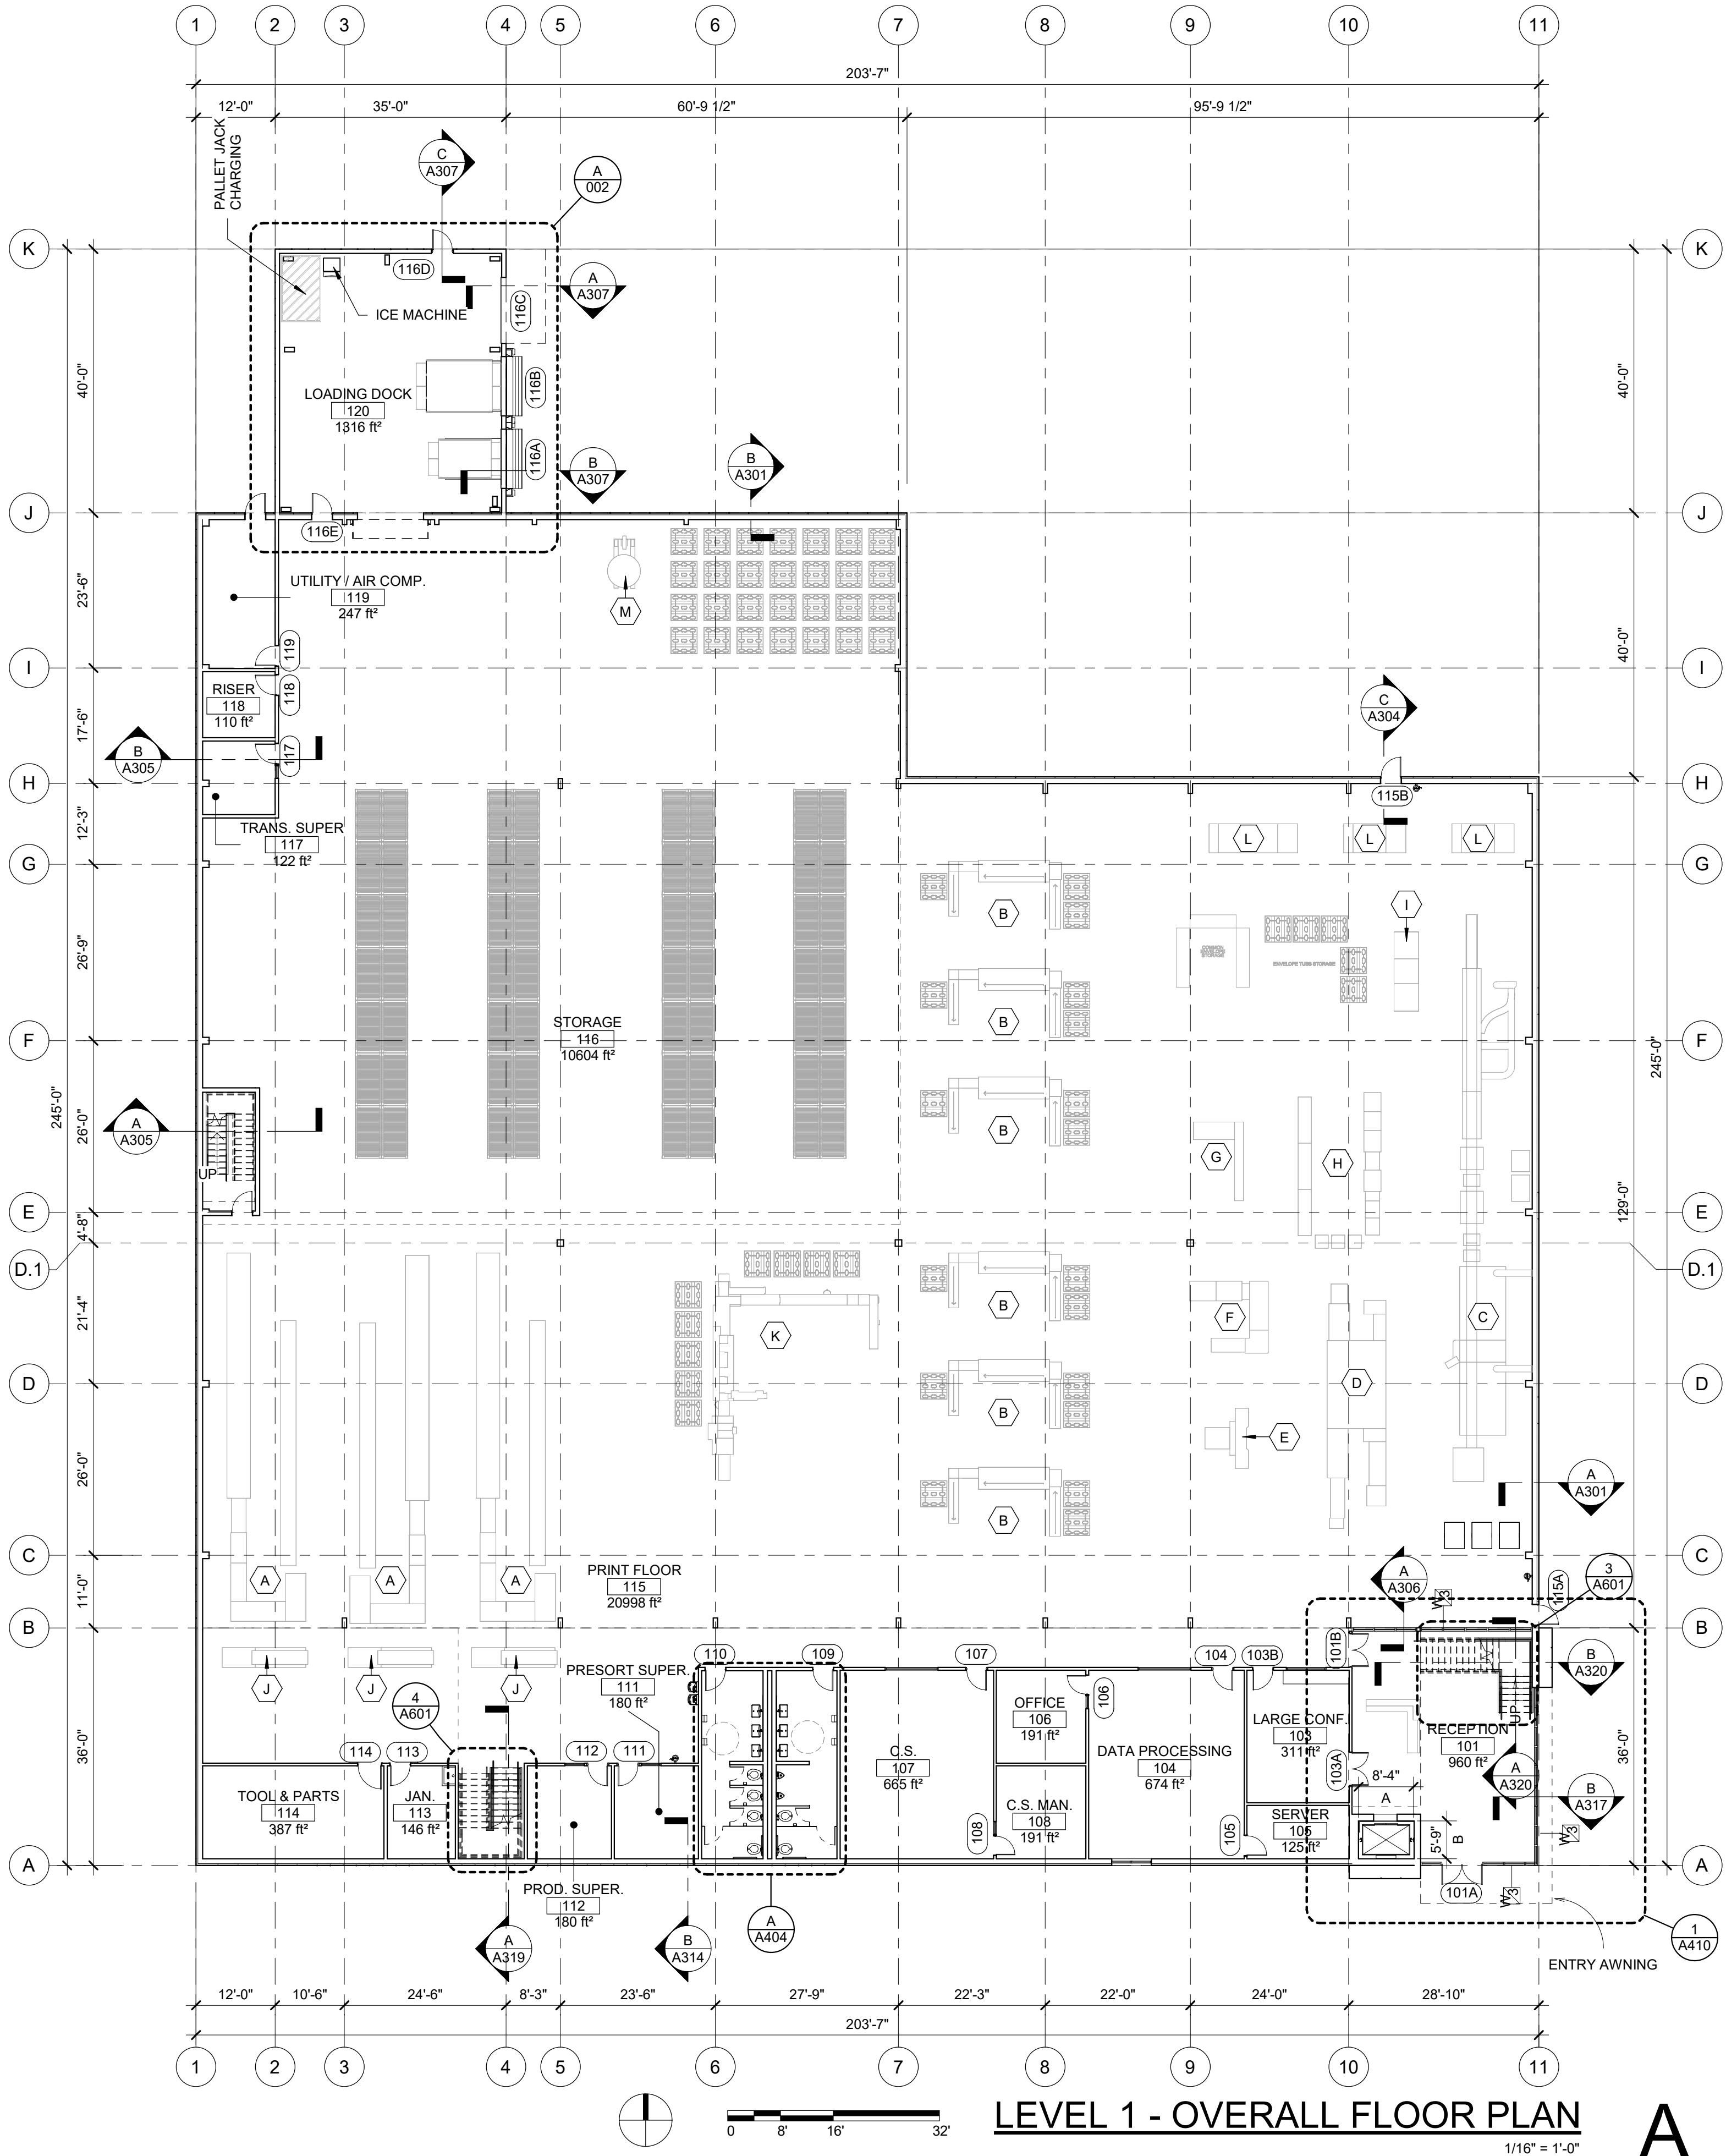 1 2 3 4 5 6 7 8 9 10 11
203'-7"
12'-0" 35'-0" 60'-9 1/2" 95'-9 1/2"
PALLET JACK
CHARGING
C
A307
A
002
K K
116D
A
A307
116C
ICE MACHINE
40'-0" 40'-0"
116B
LOADING DOCK
120
1316 ft²
116A
B
A307
B
A301
J J
116E
23'-6"
UTILITY / AIR COMP.
119
247 ft²
M
119
40'-0"
I I
118
RISER
118
110 ft²
17'-6"
C
A304
B
A305
117
H H
115B
12'-3"
TRANS. SUPER
117
122 ft²
L L L
G G
B
I
26'-9"
COMMON
ENVELOPE
STORAGE
ENVELOPE TUBS STORAGE
B
STORAGE
116
10604 ft²
F F
245'-0" 245'-0"
26'-0"
A
A305
B
G
H
UP
E E
4'-8"
129'-0"
D.1 D.1
21'-4"
B
F
C
K
D D
D
B
E
26'-0"
A
A301
B
C C
A A A
PRINT FLOOR
115
20998 ft²
11'-0"
A
A306
W3
115A
3
A601
B B
110 109 107 104 103B 101B
J J J
PRESORT SUPER.
111
180 ft²
B
A320
4
A601
106
OFFICE
106
191 ft²
LARGE CONF.
103
311 ft²
UP
RECEPTION
101
960 ft²
36'-0" 36'-0"
114 113 112 111
C.S.
107
665 ft²
DATA PROCESSING
104
674 ft²
103A
8'-4"
A
A
A320
TOOL & PARTS
114
387 ft²
JAN.
113
146 ft²
C.S. MAN.
108
191 ft²
108
SERVER
105
125 ft²
105
5'-9"
B
B
A317
W3
A A
101A
W3
PROD. SUPER.
112
180 ft²
A
A404
A
A319
B
A314
1
A410
ENTRY AWNING
12'-0" 10'-6" 24'-6" 8'-3" 23'-6" 27'-9" 22'-3" 22'-0" 24'-0" 28'-10"
203'-7"
1 2 3 4 5 6 7 8 9 10 11
0 8' 16' 32'
LEVEL 1 - OVERALL FLOOR PLAN
1/16" = 1'-0"
A